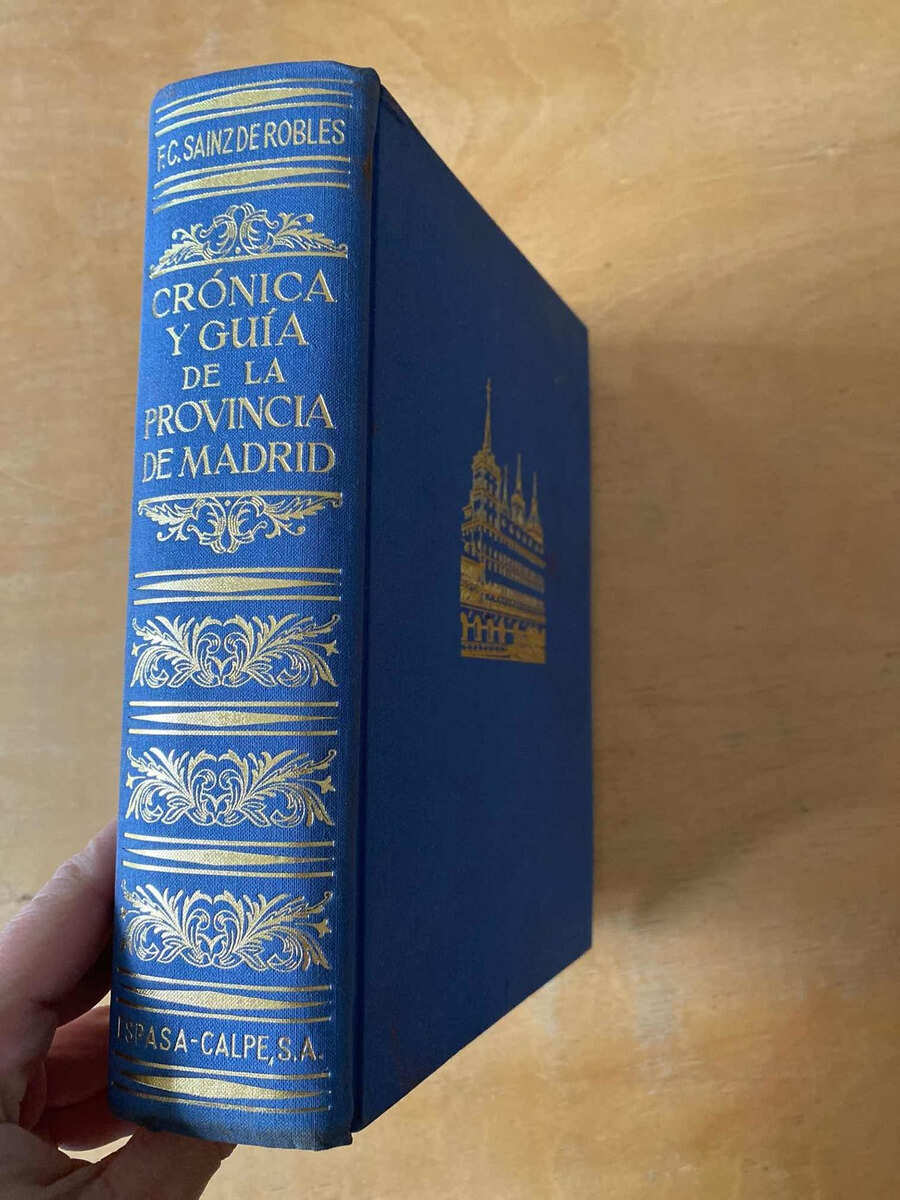 F. C. SAINZ DE ROBLES
CRÓNICA
Y GUÍA
DE LA
PROVINCIA
DE MADRID
ESPASA-CALPE, S.A.